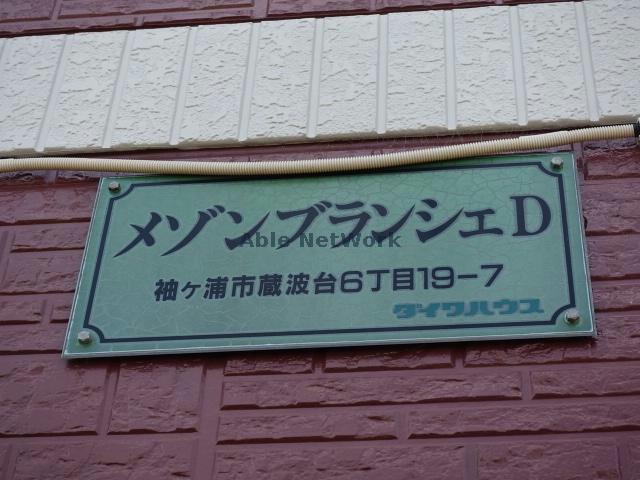 メゾンブランシェD
Able NetWork
袖ヶ浦市蔵波台6丁目19-7
ダイワハウス